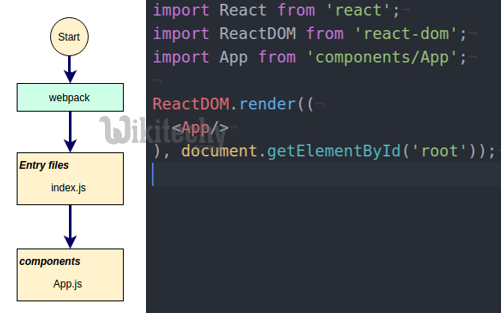 Start
webpack
Entry files
index.js
components
App.js
import React from 'react';¬
import ReactDOM from 'react-dom';¬
import App from 'components/App';¬
¬
ReactDOM.render((¬
<App/>¬
), document.getElementById('root'));¬
Wikitechy